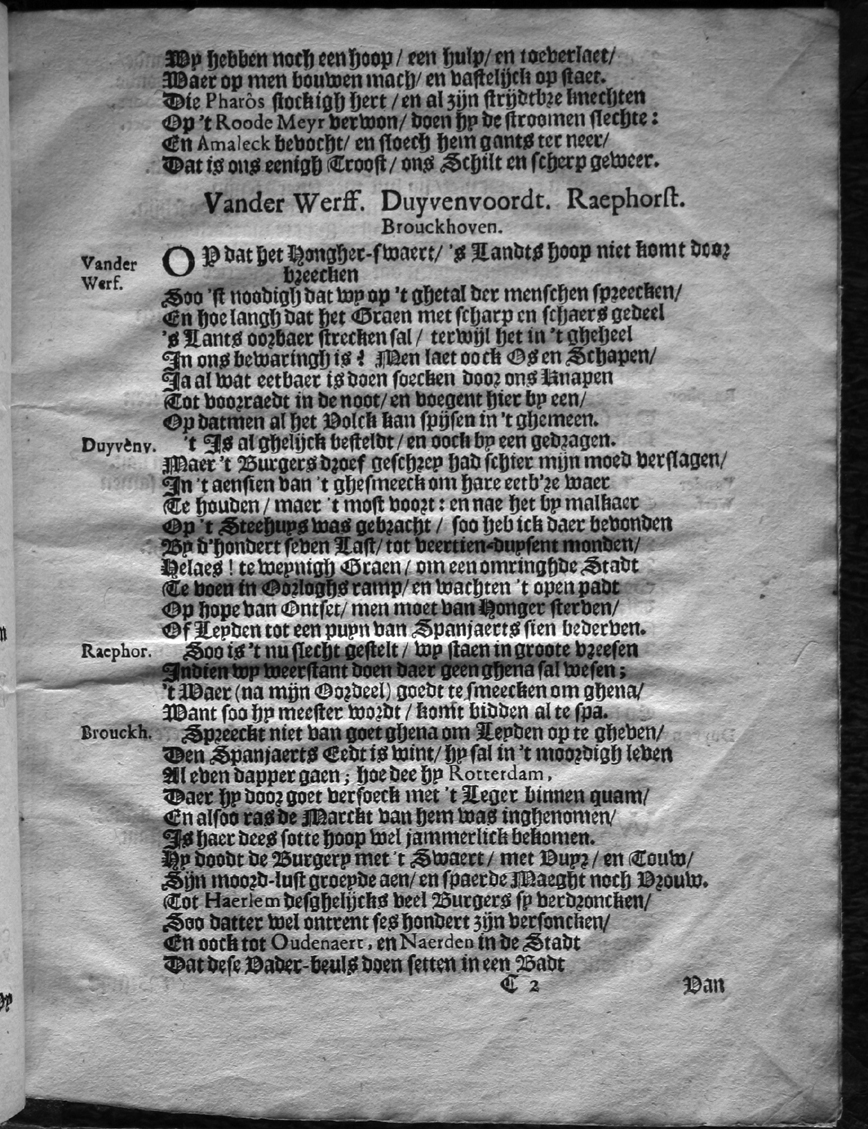 Wy hebben noch een hoop / een hulp / en toeverlaet /
Waer op men bouwen mach / en vastelijck op staet.
Die Pharôs stockigh hert / en al zijn strijdtbre knechten
Op 't Roode Meyr verwon / doen hy de stroomen slechte:
En Amaleck bevocht / en sloech hem gants ter neer /
Dat is ons eenigh Troost / ons Schilt en scherp geweer.
Vander Werff. Duyvenvoordt. Raephorst.
Brouckhoven.
Vander Werf. OP dat het Hongher-swaert / 's Landts hoop niet komt door
breecken
Soo 'st noodigh dat wy op 't ghetal der menschen spreecken /
En hoe langh dat het Graen met scharp en schaers gedeel
's Lants oorbaer strecken sal / terwijl het in 't gheheel
In ons bewaringh is? Men laet oock Os en Schapen /
Ja al wat eetbaer is doen soecken door ons Knapen
Tot voorraedt in de noot / en voegent hier by een /
Op datmen al het Volck kan spijsen in 't ghemeen.
Duyvènv. 't Is al ghelijck besteldt / en oock by een gedragen.
Maer 't Burgers droef geschrey had schier mijn moed verslagen /
In 't aensien van 't ghesmeeck om hare eetb're waer
Te houden / maer 't most voort: en nae het by malkaer
Op 't Steehuys was gebracht / soo heb ick daer bevonden
By d'hondert seven Last / tot veertien-duysent monden /
Helaes! te weynigh Graen / om een omringhde Stadt
Te voen in Oorloghs ramp / en wachten 't open padt
Op hope van Ontset / men moet van Honger sterven /
Of Leyden tot een puyn van Spanjaerts sien bederven.
Raephor. Soo is 't nu slecht gestelt / wy staen in groote vreesen
Indien wy weerstant doen daer geen ghena sal wesen;
't Waer (na mijn Oordeel) goedt te smeecken om ghena /
Want soo hy meester wordt / komt bidden al te spa.
Brouckh. Spreeckt niet van goet ghena om Leyden op te gheven /
Den Spanjaerts Eedt is wint / hy sal in 't moordigh leven
Al even dapper gaen; hoe dee hy Rotterdam,
Daer hy door goet versoeck met 't Leger binnen quam /
En alsoo ras de Marckt van hem was inghenomen /
Is haer dees sotte hoop wel jammerlick bekomen.
Hy doodt de Burgery met 't Swaert / met Vuyr / en Touw /
Sijn moord-lust groeyde aen / en spaerde Maeght noch Vrouw.
Tot Haerlem desghelijcks veel Burgers sy verdroncken /
Soo datter wel ontrent ses hondert zijn versoncken /
En oock tot Oudenaert, en Naerden in de Stadt
Dat dese Vader-beuls doen setten in een Badt
C 2 Van